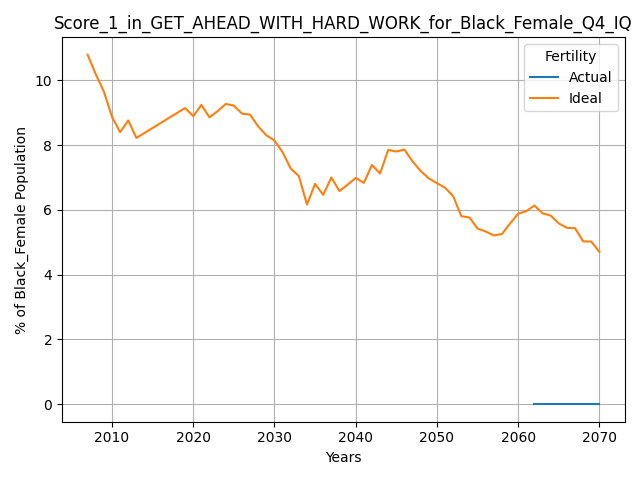 Score_1_in_GET_AHEAD_WITH_HARD_WORK_for_Black_Female_Q4_IQ
Fertility
Actual
Ideal
% of Black_Female Population
10
8
6
4
2
0
2010 2020 2030 2040 2050 2060 2070
Years